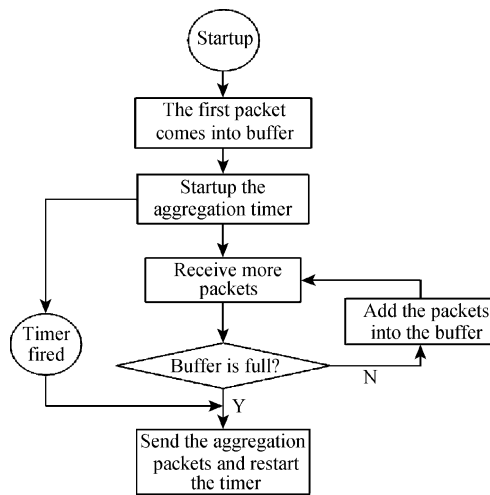 Startup
The first packet
comes into buffer
Startup the
aggregation timer
Receive more
packets
Add the packets
into the buffer
Timer
fired
Buffer is full?
N
Y
Send the aggregation
packets and restart
the timer